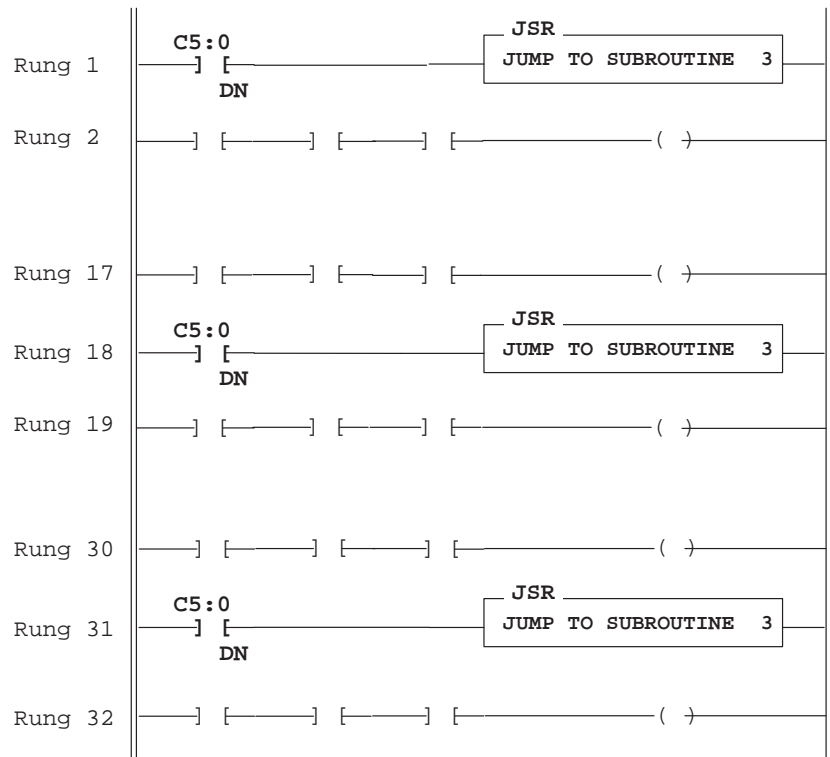 JSR
C5:0
Rung 1 ] [ JUMP TO SUBROUTINE 3
DN
Rung 2 ] [ ] [ ] [ ( )
Rung 17 ] [ ] [ ] [ ( )
JSR
C5:0
Rung 18 ] [ JUMP TO SUBROUTINE 3
DN
Rung 19 ] [ ] [ ] [ ( )
Rung 30 ] [ ] [ ] [ ( )
JSR
C5:0
Rung 31 ] [ JUMP TO SUBROUTINE 3
DN
Rung 32 ] [ ] [ ] [ ( )